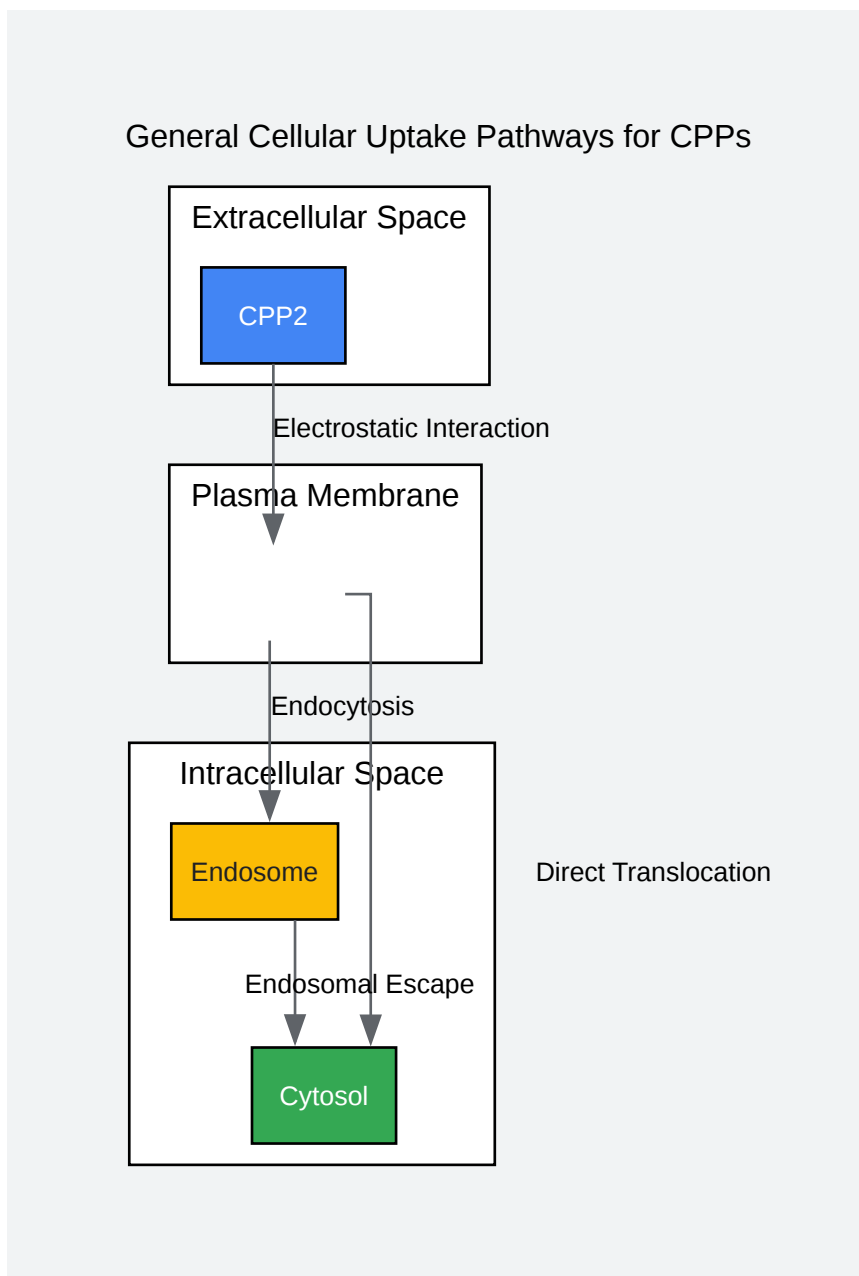 General Cellular Uptake Pathways for CPPs
Extracellular Space
CPP2
Electrostatic Interaction
Plasma Membrane
Endocytosis
Intracellular Space
Endosome
Direct Translocation
Endosomal Escape
Cytosol